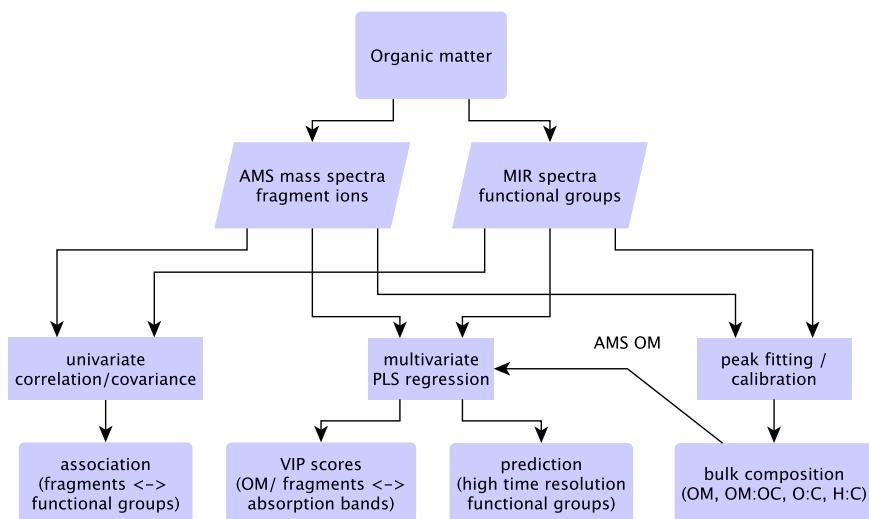 Organic matter
AMS mass spectra
fragment ions
MIR spectra
functional groups
AMS OM
univariate
correlation/covariance
multivariate
PLS regression
peak fitting /
calibration
association
(fragments <->
functional groups)
VIP scores
(OM/ fragments <->
absorption bands)
prediction
(high time resolution
functional groups)
bulk composition
(OM, OM:OC, O:C, H:C)